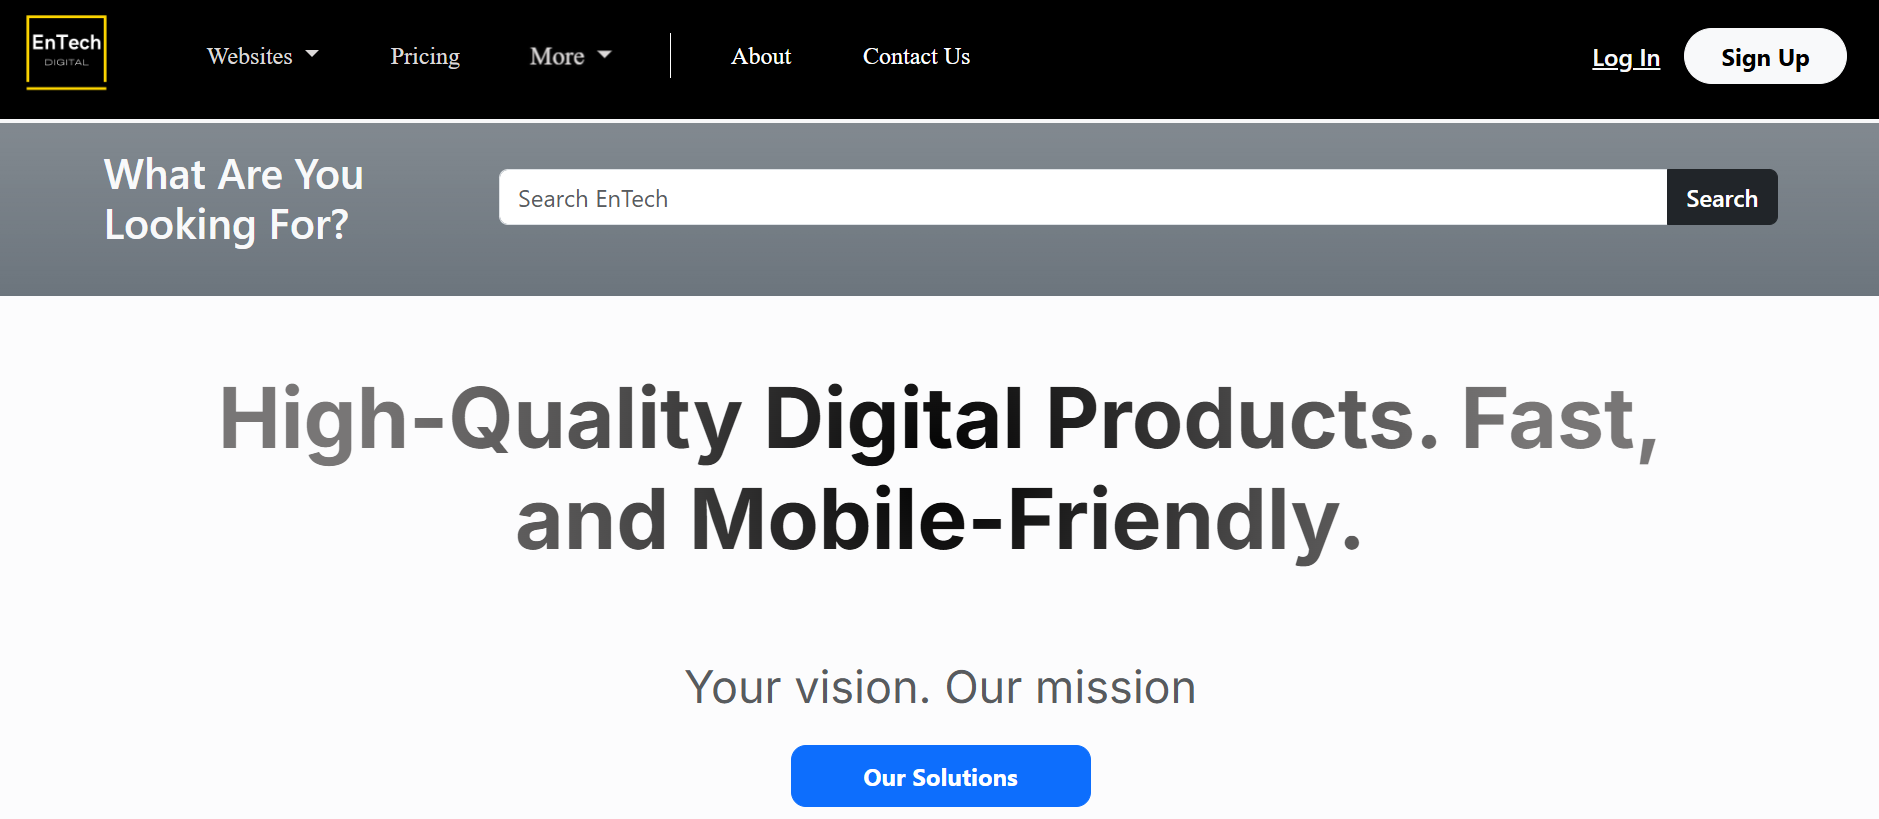 EnTech
DIGITAL
Websites
Pricing
More
About
Contact Us
Log In
Sign Up
What Are You
Looking For?
Search EnTech
Search
High-Quality Digital Products. Fast,
and Mobile-Friendly.
Your vision. Our mission
Our Solutions